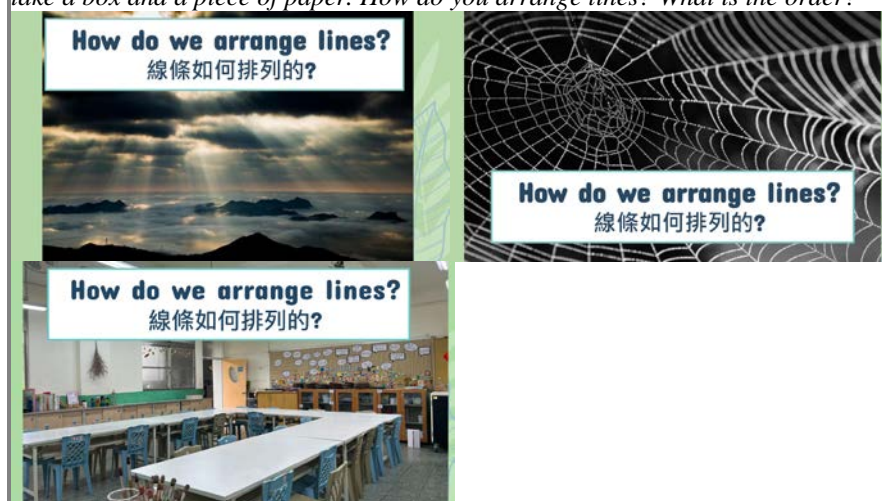 take a box and a piece of paper. How do you arrange lines? What is the order?
How do we arrange lines?
線條如何排列的?
How do we arrange lines?
線條如何排列的?
How do we arrange lines?
線條如何排列的?